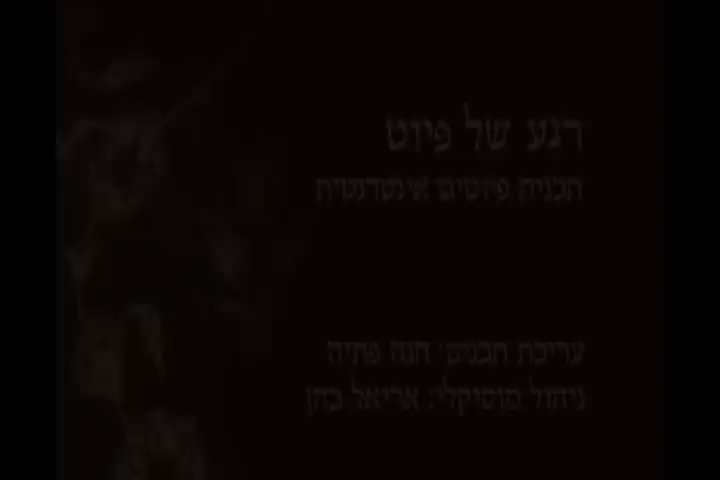 רגע של פיוט
תכנית פיוטים אינטרנטית
עריכת תכנים: חנה פתיה
ניהול מוסיקלי: אריאל כהן